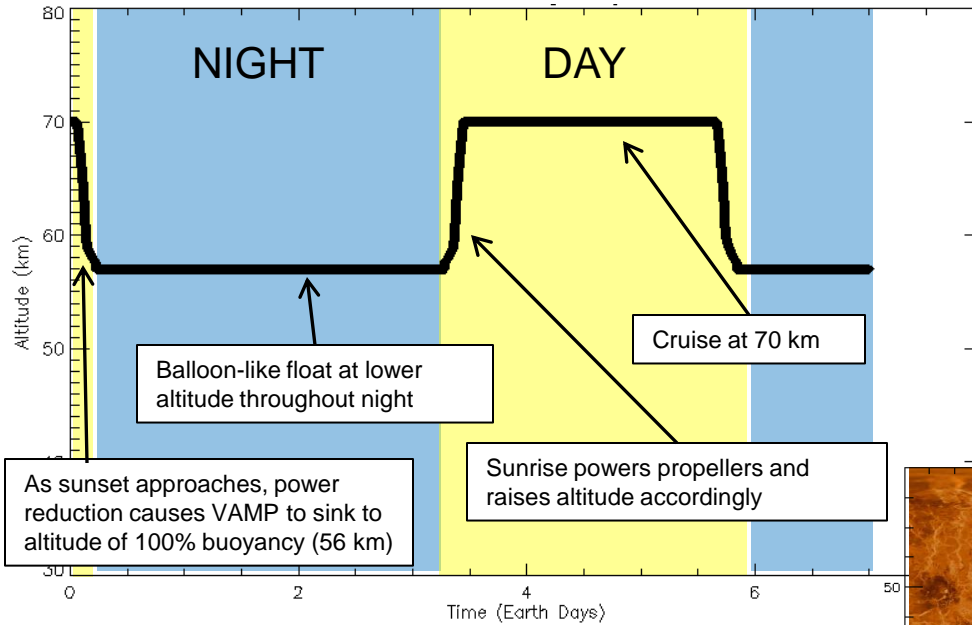 80
NIGHT
DAY
70
60
50
Altitude (km)
Cruise at 70 km
Balloon-like float at lower
altitude throughout night
Sunrise powers propellers and
raises altitude accordingly
As sunset approaches, power
reduction causes VAMP to sink to
altitude of 100% buoyancy (56 km)
30
0
2
4
6
50
Time (Earth Days)